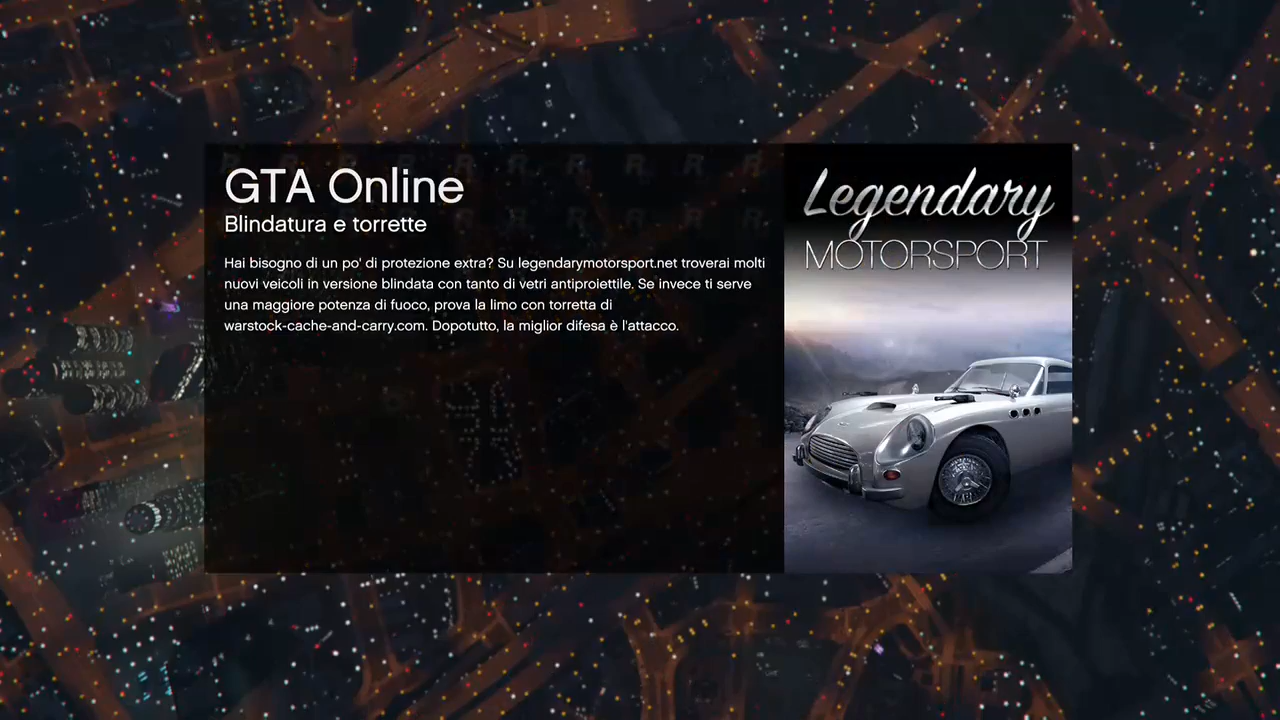 GTA Online
Blindatura e torrette
Hai bisogno di un po' di protezione extra? Su legendarymotorsport.net troverai molti
nuovi veicoli in versione blindata con tanto di vetri antiproiettile. Se invece ti serve
una maggiore potenza di fuoco, prova la limo con torretta di
warstock-cache-and-carry.com. Dopotutto, la miglior difesa è l'attacco.
Legendary
MOTORSPORT